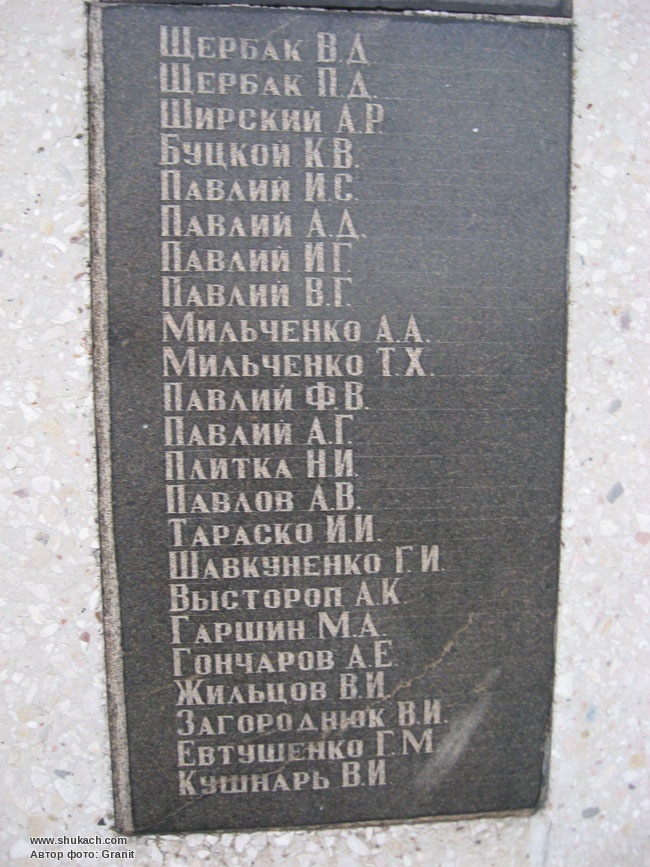 Щербак В.Д
Щербак П.Д.
Ширский А.Р.
Буцкой К.В.
Павлий И.С.
Павлий А.Д.
Павлий И.Г.
Павлий В.Г.
Мильченко А.А.
Мильченко Т.Х.
Павлий Ф.В.
Павлий А.Г.
Плитка Н.И.
Павлов А.В.
Тараско И.И.
Шавкуненко Г.И.
Высторoп А.К
Гаршин М.А
Гончаров А.Е
Жильцов В.И
Загороднюк В.И.
Евтушенко Г.М
Кушнарь В.И
www.shukach.com
Автор фото: Granit